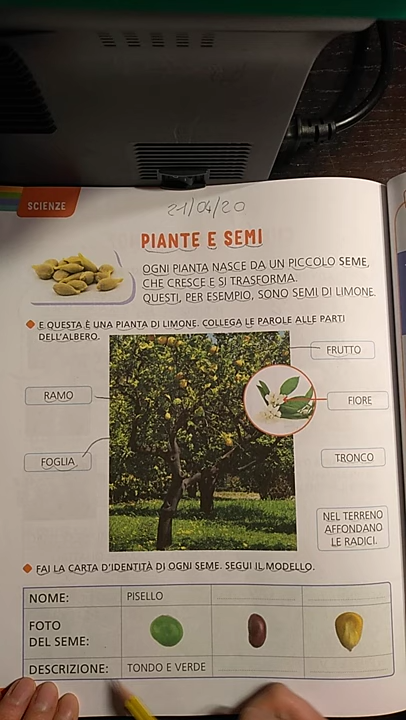 SCIENZE
21/04/20
PIANTE E SEMI
OGNI PIANTA NASCE DA UN PICCOLO SEME,
CHE CRESCE E SI TRASFORMA.
QUESTI, PER ESEMPIO, SONO SEMI DI LIMONE.
E QUESTA È UNA PIANTA DI LIMONE. COLLEGA LE PAROLE ALLE PARTI
DELL'ALBERO.
FRUTTO
RAMO
FIORE
FOGLIA
TRONCO
NEL TERRENO
AFFONDANO
LE RADICI.
FAI LA CARTA D'IDENTITÀ DI OGNI SEME. SEGUI IL MODELLO.
NOME: PISELLO
FOTO
DEL SEME:
DESCRIZIONE: TONDO E VERDE